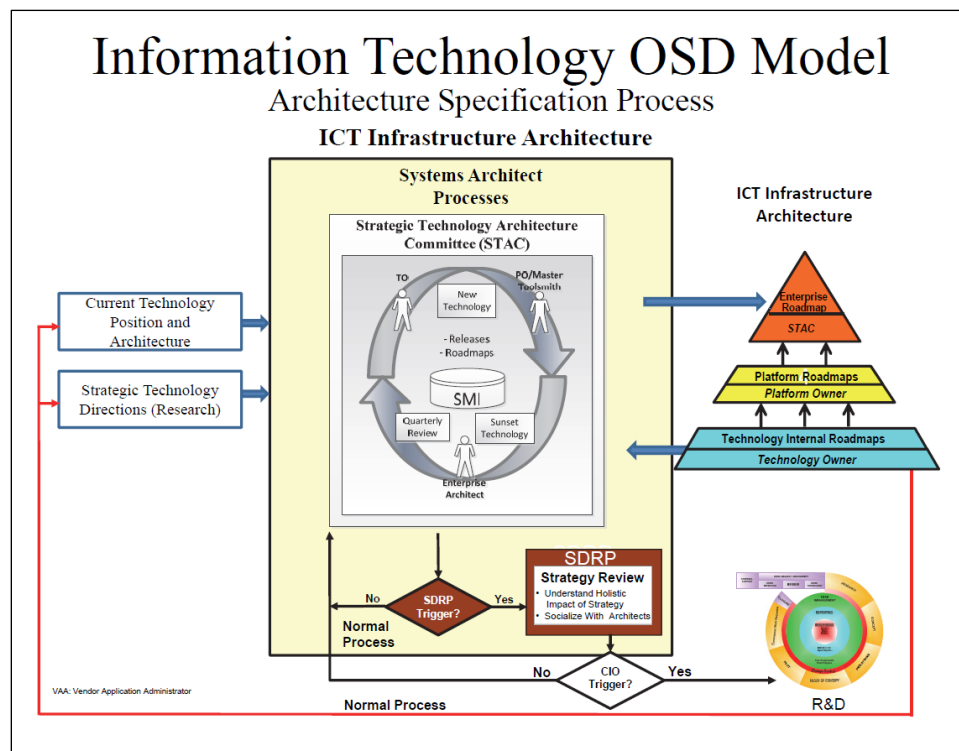 Information Technology OSD Model
Architecture Specification Process
ICT Infrastructure Architecture
Systems Architect
Processes
Strategic Technology Architecture
Committee (STAC)
TO
PO/Master
Toolsmith
New
Technology
- Releases
- Roadmaps
SMI
Quarterly
Review
Sunset
Technology
Enterprise
Architect
Current Technology
Position and
Architecture
Strategic Technology
Directions (Research)
ICT Infrastructure
Architecture
Enterprise
Roadmap
STAC
Platform Roadmaps
Platform Owner
Technology Internal Roadmaps
Technology Owner
SDRP
Trigger?
No
Yes
Normal
Process
SDRP
Strategy Review
• Understand Holistic
Impact of Strategy
• Socialize With Architects
CIO
Trigger?
No
Yes
R&D
VAA: Vendor Application Administrator
Normal Process